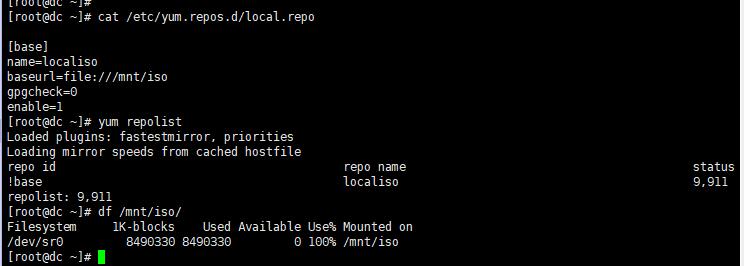 [root@dc ~]#
[root@dc ~]# cat /etc/yum.repos.d/local.repo
[base]
name=localiso
baseurl=file:///mnt/iso
gpgcheck=0
enable=1
[root@dc ~]# yum repolist
Loaded plugins: fastestmirror, priorities
Loading mirror speeds from cached hostfile
repo id repo name status
!base localiso 9,911
repolist: 9,911
[root@dc ~]# df /mnt/iso/
Filesystem 1K-blocks Used Available Use% Mounted on
/dev/sr0 8490330 8490330 0 100% /mnt/iso
[root@dc ~]#